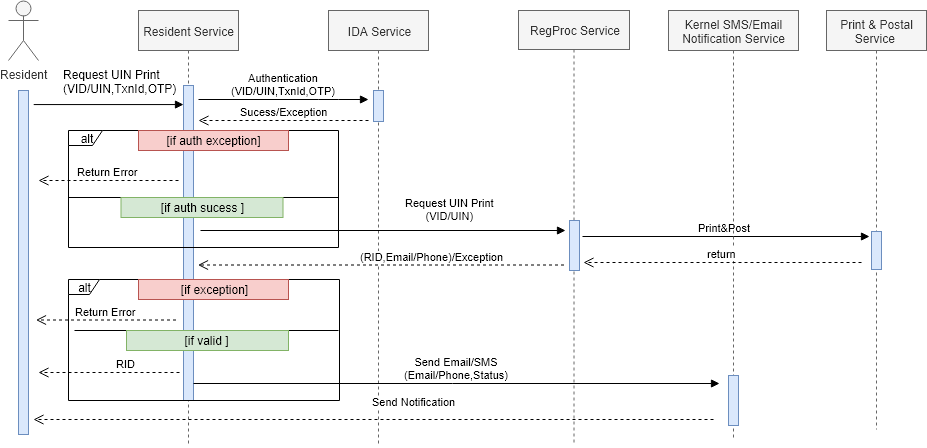 Resident Service
IDA Service
RegProc Service
Kernel SMS/Email
Notification Service
Print & Postal
Service
Resident
Request UIN Print
(VID/UIN,TxnId,OTP)
Authentication
(VID/UIN,TxnId,OTP)
Sucess/Exception
alt
[if auth exception]
Return Error
[if auth sucess ]
Request UIN Print
(VID/UIN)
Print&Post
return
(RID,Email/Phone)/Exception
alt
[if exception]
Return Error
[if valid ]
RID
Send Email/SMS
(Email/Phone,Status)
Send Notification